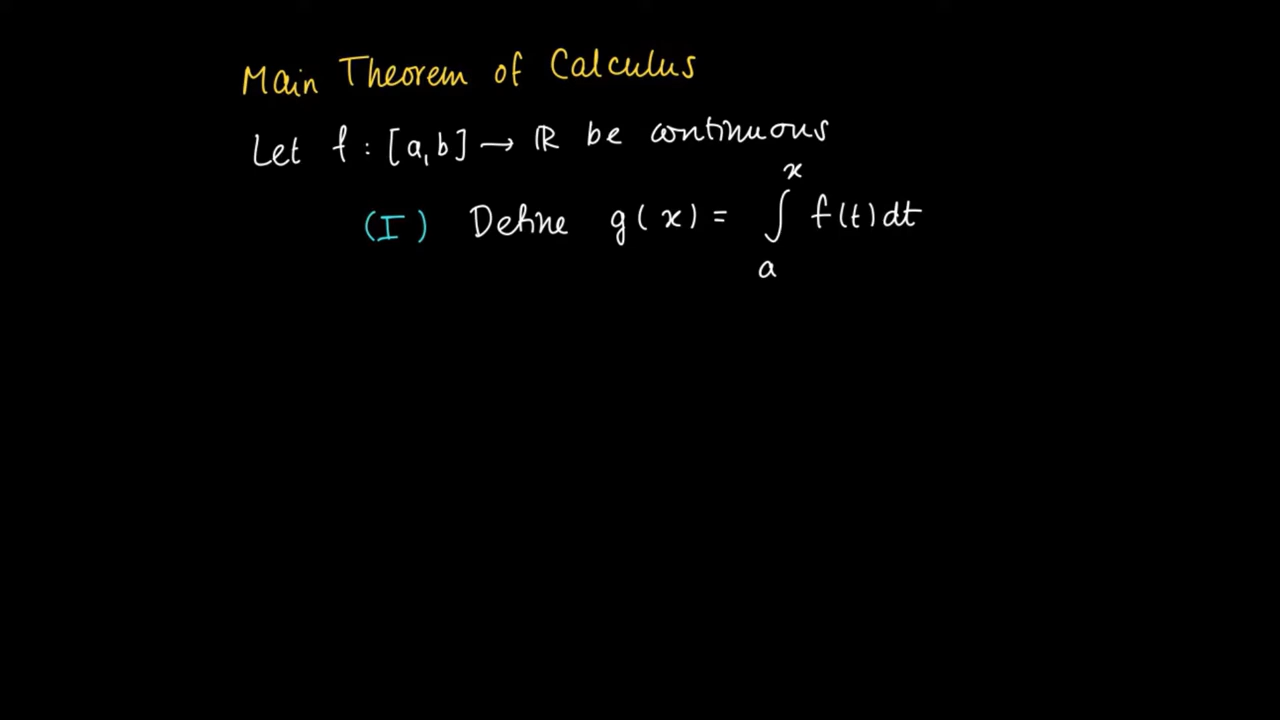 Main Theorem of Calculus
Let f : [a,b] → ℝ be continuous
(I) Define g(x) = ∫ₐˣ f(t)dt